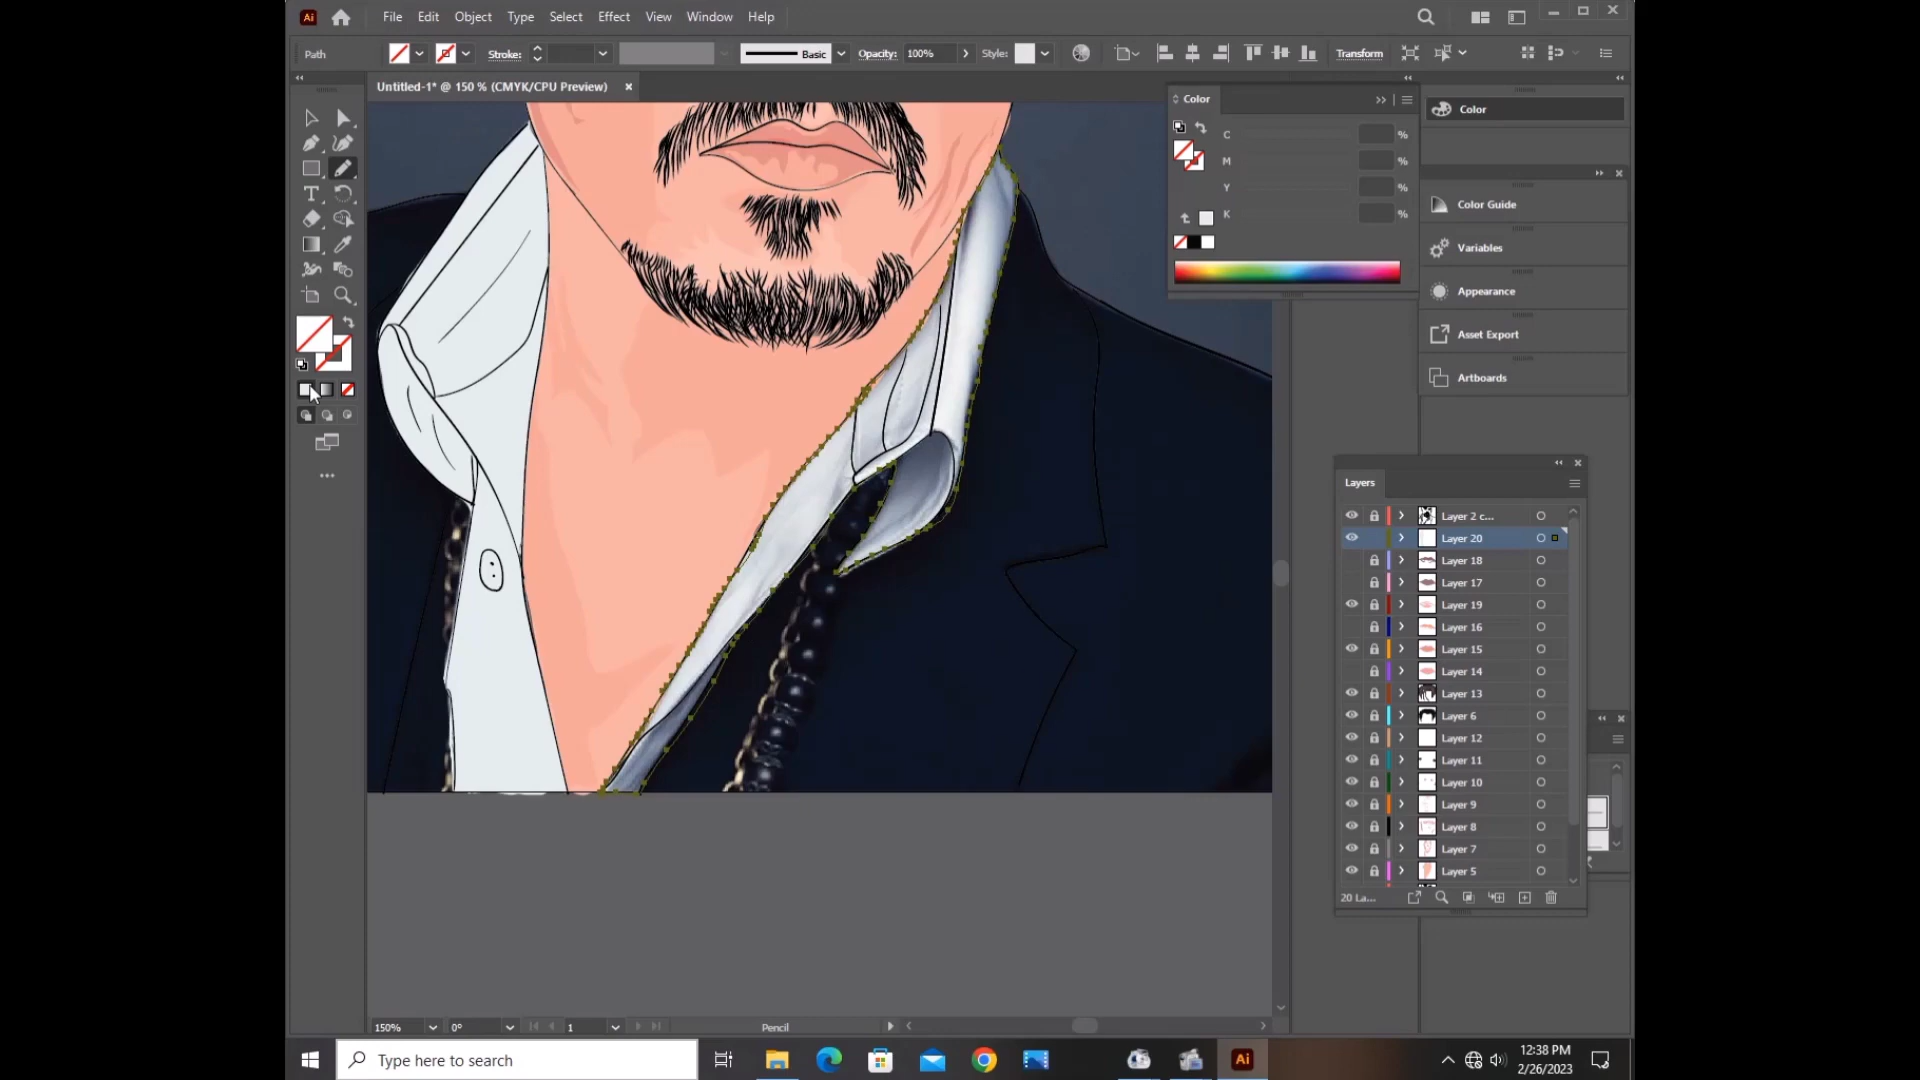 Ai
File Edit Object Type Select Effect View Window Help
Path Stroke: Basic Opacity: 100% Style: Transform
Untitled-1* @ 150 % (CMYK/CPU Preview)
Color
C %
M %
Y %
K %
Color
Color Guide
Variables
Appearance
Asset Export
Artboards
Layers
Layer 2 c...
Layer 20
Layer 18
Layer 17
Layer 19
Layer 16
Layer 15
Layer 14
Layer 13
Layer 6
Layer 12
Layer 11
Layer 10
Layer 9
Layer 8
Layer 7
Layer 5
20 La...
150% 0° 1 Pencil
Type here to search
Ai
12:38 PM
2/26/2023